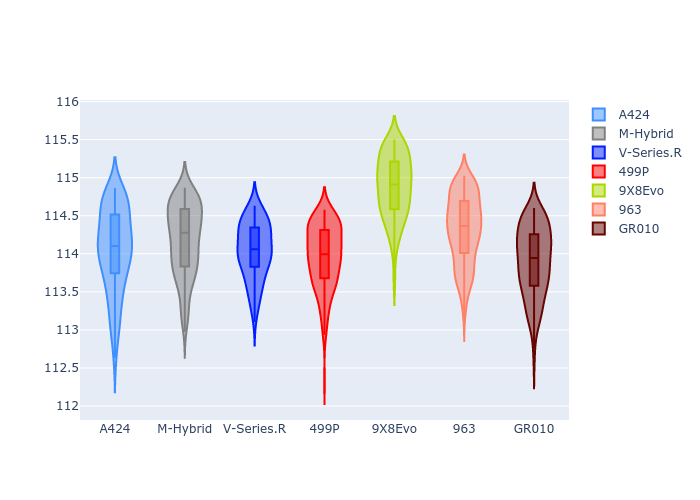 116
115.5
115
114.5
114
113.5
113
112.5
112
A424
M-Hybrid
V-Series.R
499P
9X8Evo
963
GR010
A424
M-Hybrid
V-Series.R
499P
9X8Evo
963
GR010